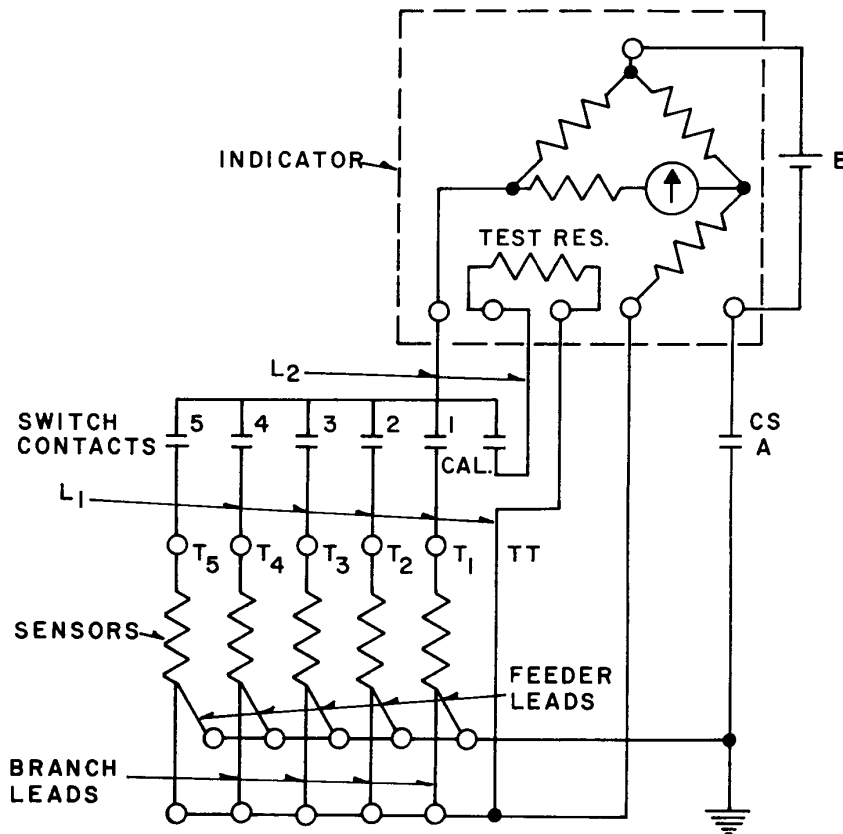 INDICATOR
E
TEST RES.
L2
SWITCH
CONTACTS
5
4
3
2
1
CAL.
CS
A
L1
T5
T4
T3
T2
T1
TT
SENSORS
FEEDER
LEADS
BRANCH
LEADS